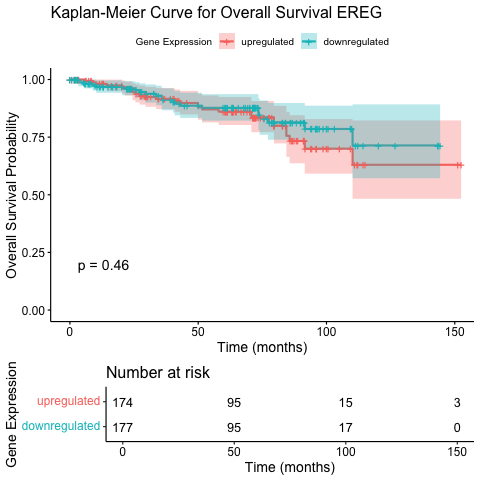 Kaplan-Meier Curve for Overall Survival EREG
Gene Expression upregulated downregulated
Overall Survival Probability
1.00
0.75
0.50
0.25
0.00
p = 0.46
0 50 100 150
Time (months)
Number at risk
Gene Expression
upregulated 174 95 15 3
downregulated 177 95 17 0
0 50 100 150
Time (months)